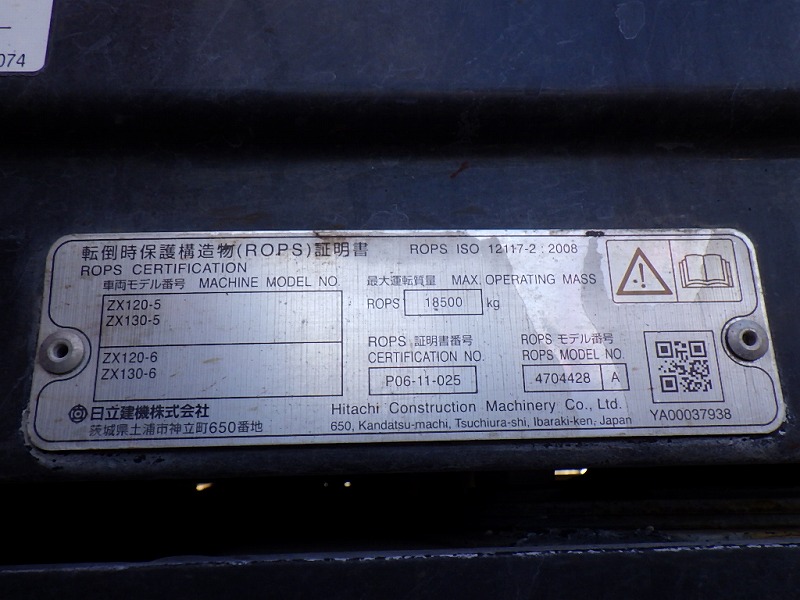 074
転倒時保護構造物(ROPS)証明書 ROPS ISO 12117-2 : 2008
ROPS CERTIFICATION
車両モデル番号 MACHINE MODEL NO.
ZX120-5
ZX130-5
ZX120-6
ZX130-6
最大運転質量 MAX. OPERATING MASS
ROPS 18500 kg
ROPS 証明書番号
CERTIFICATION NO.
P06-11-025
ROPS モデル番号
ROPS MODEL NO.
4704428 A
日立建機株式会社 Hitachi Construction Machinery Co., Ltd.
茨城県土浦市神立町650番地 650, Kandatsu-machi, Tsuchiura-shi, Ibaraki-ken, Japan
YA00037938